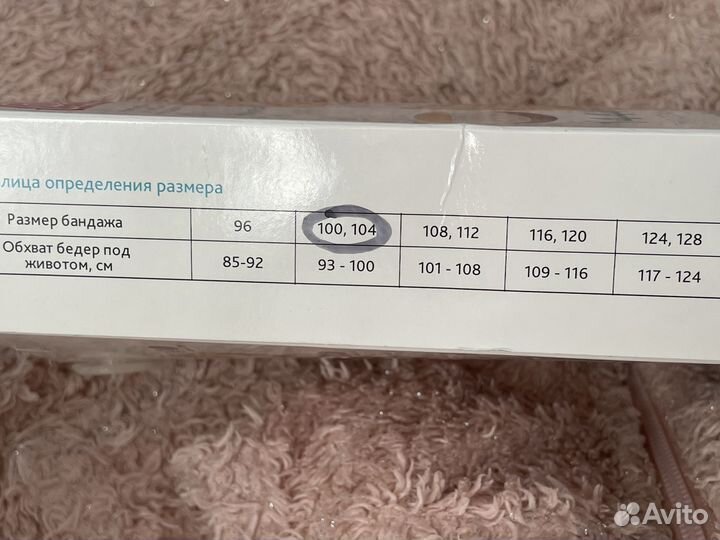 лица определения размера
Размер бандажа 96 100, 104 108, 112 116, 120 124, 128
Обхват бедер под
животом, см 85-92 93 - 100 101 - 108 109 - 116 117 - 124
Avito